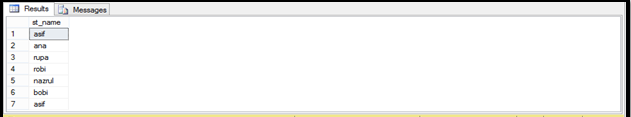 Results Messages
st_name
1 asif
2 ana
3 rupa
4 robi
5 nazrul
6 bobi
7 asif